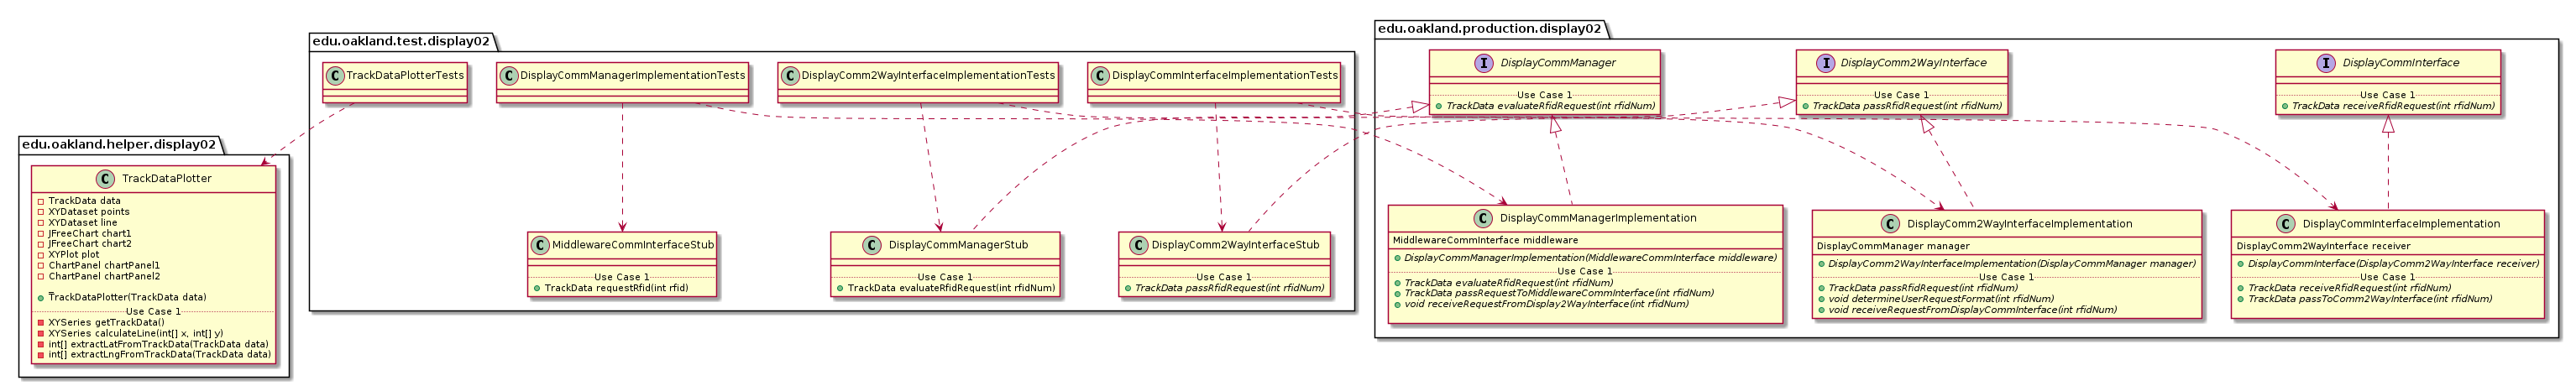 edu.oakland.helper.display02
C TrackDataPlotter
TrackData data
XYDataset points
XYDataset line
JFreeChart chart1
JFreeChart chart2
XYPlot plot
ChartPanel chartPanel1
ChartPanel chartPanel2
TrackDataPlotter(TrackData data)
Use Case 1
XYSeries getTrackData()
XYSeries calculateLine(int[] x, int[] y)
int[] extractLatFromTrackData(TrackData data)
int[] extractLngFromTrackData(TrackData data)
edu.oakland.test.display02
C TrackDataPlotterTests
C DisplayCommManagerImplementationTests
C DisplayComm2WayInterfaceImplementationTests
C DisplayCommInterfaceImplementationTests
C MiddlewareCommInterfaceStub
Use Case 1
TrackData requestRfid(int rfid)
C DisplayCommManagerStub
Use Case 1
TrackData evaluateRfidRequest(int rfidNum)
C DisplayComm2WayInterfaceStub
Use Case 1
TrackData passRfidRequest(int rfidNum)
edu.oakland.production.display02
I DisplayCommManager
Use Case 1
TrackData evaluateRfidRequest(int rfidNum)
I DisplayComm2WayInterface
Use Case 1
TrackData passRfidRequest(int rfidNum)
I DisplayCommInterface
Use Case 1
TrackData receiveRfidRequest(int rfidNum)
C DisplayCommManagerImplementation
MiddlewareCommInterface middleware
DisplayCommManagerImplementation(MiddlewareCommInterface middleware)
Use Case 1
TrackData evaluateRfidRequest(int rfidNum)
TrackData passRequestToMiddlewareCommInterface(int rfidNum)
void receiveRequestFromDisplay2WayInterface(int rfidNum)
C DisplayComm2WayInterfaceImplementation
DisplayCommManager manager
DisplayComm2WayInterfaceImplementation(DisplayCommManager manager)
Use Case 1
TrackData passRfidRequest(int rfidNum)
void determineUserRequestFormat(int rfidNum)
void receiveRequestFromDisplayCommInterface(int rfidNum)
C DisplayCommInterfaceImplementation
DisplayComm2WayInterface receiver
DisplayCommInterface(DisplayComm2WayInterface receiver)
Use Case 1
TrackData receiveRfidRequest(int rfidNum)
TrackData passToComm2WayInterface(int rfidNum)